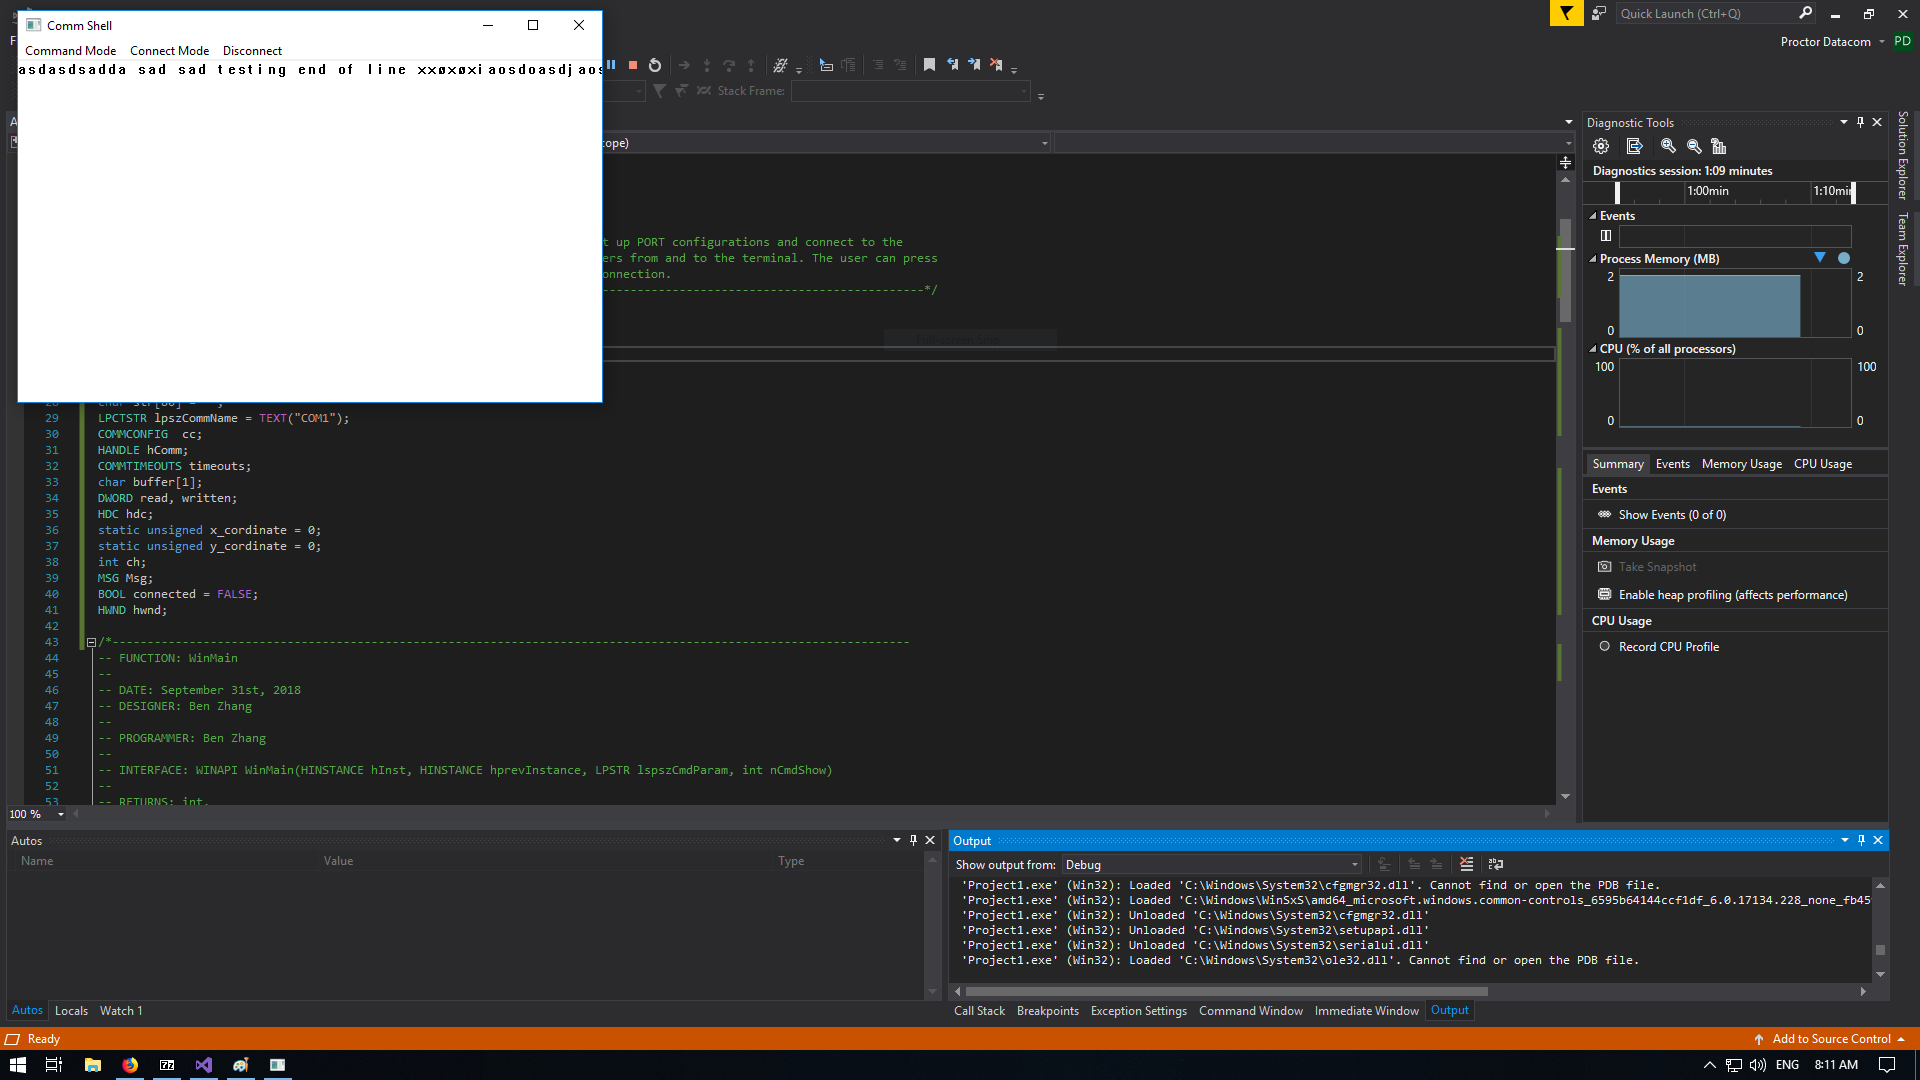 Comm Shell
Command Mode Connect Mode Disconnect
asdasdsadda sad sad testing end of line xxøxøxiaosdoasdjaos
Quick Launch (Ctrl+Q)
Proctor Datacom PD
Stack Frame:
cope)
t up PORT configurations and connect to the
ers from and to the terminal. The user can press
onnection.
-----------------------------------------------*/
29 LPCTSTR lpszCommName = TEXT("COM1");
30 COMMCONFIG cc;
31 HANDLE hComm;
32 COMMTIMEOUTS timeouts;
33 char buffer[1];
34 DWORD read, written;
35 HDC hdc;
36 static unsigned x_cordinate = 0;
37 static unsigned y_cordinate = 0;
38 int ch;
39 MSG Msg;
40 BOOL connected = FALSE;
41 HWND hwnd;
42
43 /*------------------------------------------------------------------------------------------------------------------
44 -- FUNCTION: WinMain
45 --
46 -- DATE: September 31st, 2018
47 -- DESIGNER: Ben Zhang
48 --
49 -- PROGRAMMER: Ben Zhang
50 --
51 -- INTERFACE: WINAPI WinMain(HINSTANCE hInst, HINSTANCE hprevInstance, LPSTR lspszCmdParam, int nCmdShow)
52 --
53 -- RETURNS: int.
100 %
Diagnostic Tools
Diagnostics session: 1:09 minutes
1:00min 1:10min
Events
Process Memory (MB)
2 2
0 0
CPU (% of all processors)
100 100
0 0
Summary Events Memory Usage CPU Usage
Events
Show Events (0 of 0)
Memory Usage
Take Snapshot
Enable heap profiling (affects performance)
CPU Usage
Record CPU Profile
Solution Explorer
Team Explorer
Autos
Name Value Type
Autos Locals Watch 1
Output
Show output from: Debug
'Project1.exe' (Win32): Loaded 'C:\Windows\System32\cfgmgr32.dll'. Cannot find or open the PDB file.
'Project1.exe' (Win32): Loaded 'C:\Windows\WinSxS\amd64_microsoft.windows.common-controls_6595b64144ccf1df_6.0.17134.228_none_fb45
'Project1.exe' (Win32): Unloaded 'C:\Windows\System32\cfgmgr32.dll'
'Project1.exe' (Win32): Unloaded 'C:\Windows\System32\setupapi.dll'
'Project1.exe' (Win32): Unloaded 'C:\Windows\System32\serialui.dll'
'Project1.exe' (Win32): Loaded 'C:\Windows\System32\ole32.dll'. Cannot find or open the PDB file.
Call Stack Breakpoints Exception Settings Command Window Immediate Window Output
Ready
Add to Source Control
ENG 8:11 AM